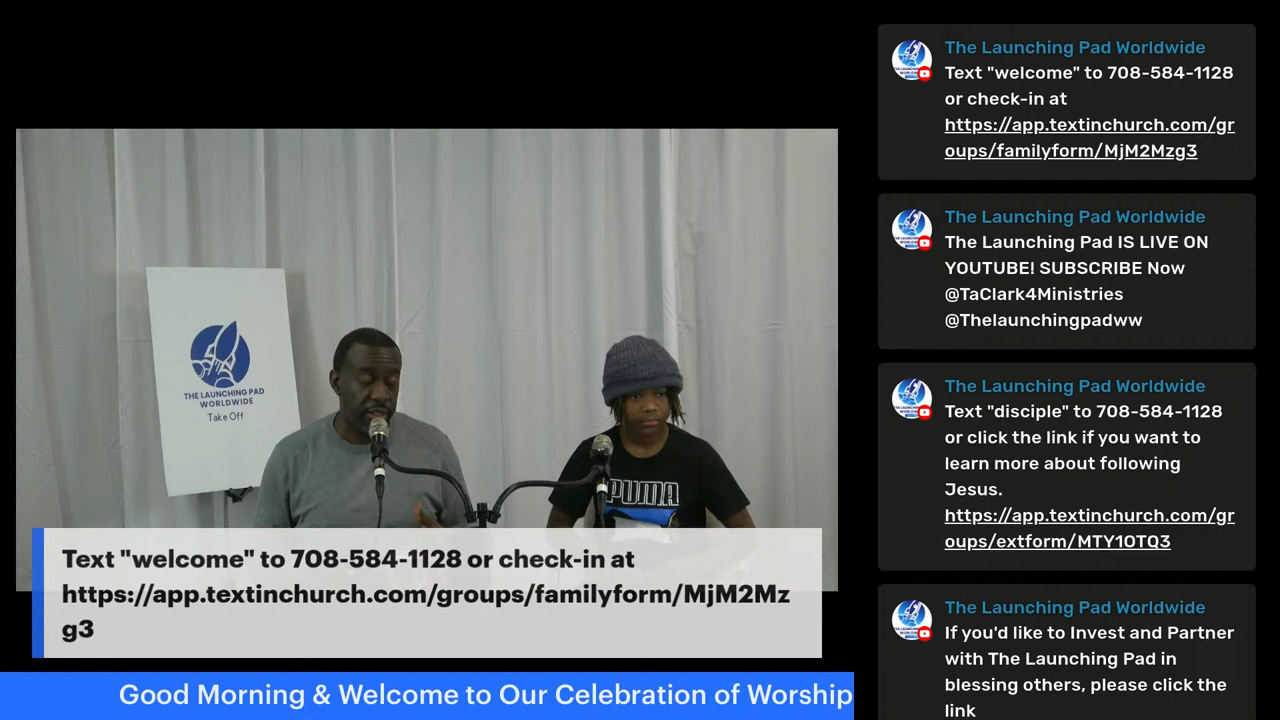 THE LAUNCHING PAD
WORLDWIDE
Take Off
PUMA
Text "welcome" to 708-584-1128 or check-in at
https://app.textinchurch.com/groups/familyform/MjM2Mz
g3
Good Morning & Welcome to Our Celebration of Worship
The Launching Pad Worldwide
Text "welcome" to 708-584-1128
or check-in at
https://app.textinchurch.com/gr
oups/familyform/MjM2Mzg3
The Launching Pad Worldwide
The Launching Pad IS LIVE ON
YOUTUBE! SUBSCRIBE Now
@TaClark4Ministries
@Thelaunchingpadww
The Launching Pad Worldwide
Text "disciple" to 708-584-1128
or click the link if you want to
learn more about following
Jesus.
https://app.textinchurch.com/gr
oups/extform/MTY1OTQ3
The Launching Pad Worldwide
If you'd like to Invest and Partner
with The Launching Pad in
blessing others, please click the
link